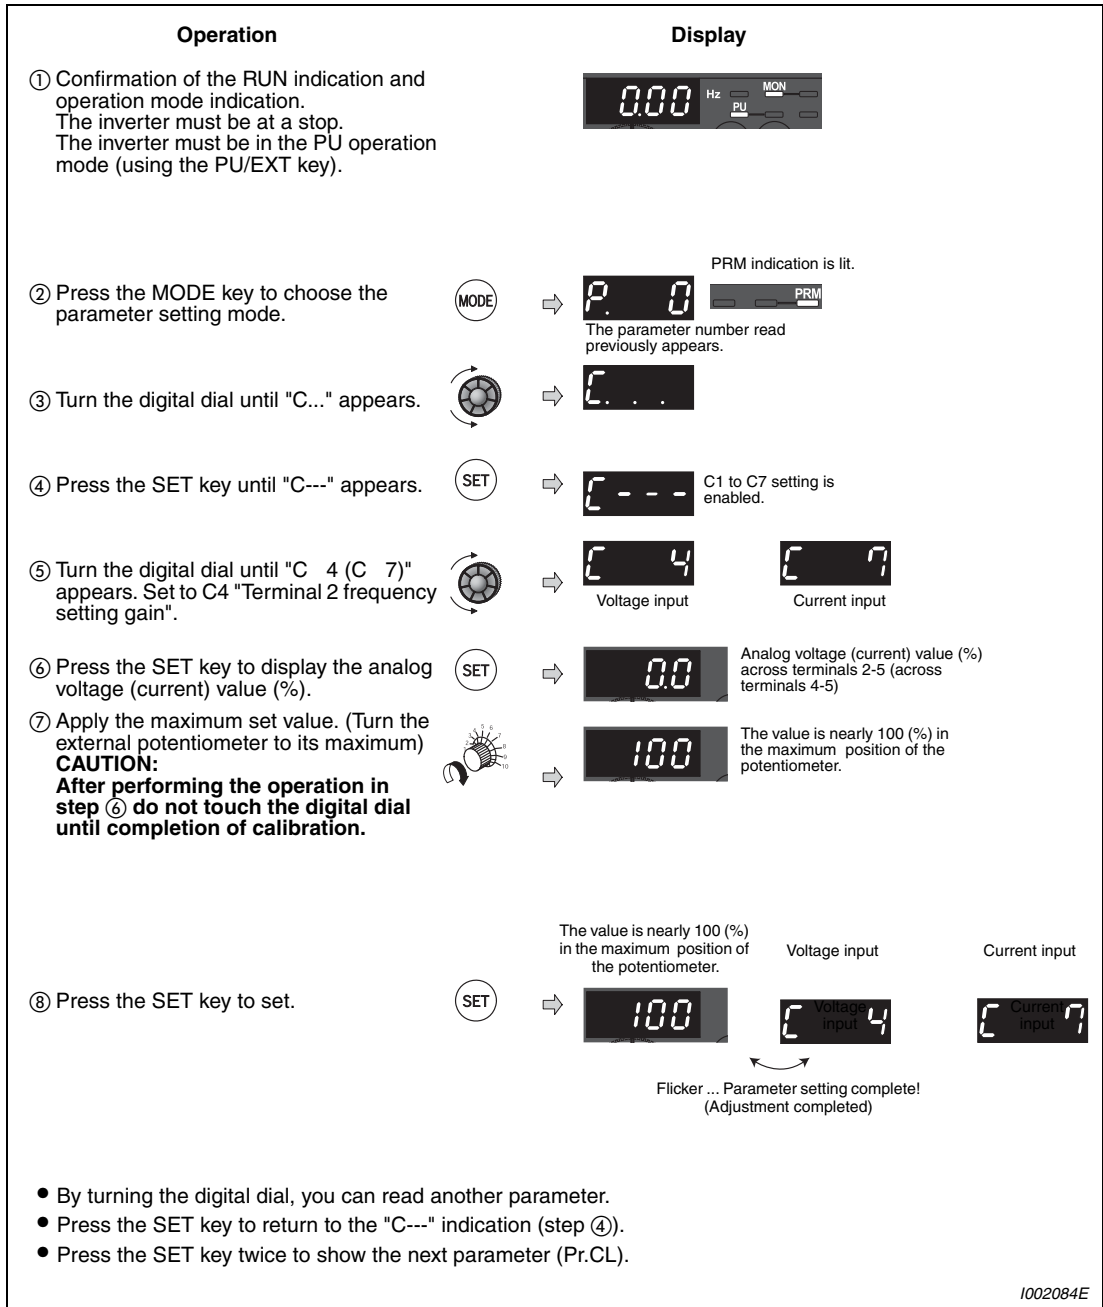 Operation
Display
① Confirmation of the RUN indication and
operation mode indication.
The inverter must be at a stop.
The inverter must be in the PU operation
mode (using the PU/EXT key).
0.00 Hz MON
PU
PRM indication is lit.
② Press the MODE key to choose the
parameter setting mode.
MODE
P. 0
PRM
The parameter number read
previously appears.
③ Turn the digital dial until "C..." appears.
C. . .
④ Press the SET key until "C---" appears.
SET
C - - -
C1 to C7 setting is
enabled.
⑤ Turn the digital dial until "C 4 (C 7)"
appears. Set to C4 "Terminal 2 frequency
setting gain".
C 4
C 7
Voltage input
Current input
⑥ Press the SET key to display the analog
voltage (current) value (%).
SET
0.0
Analog voltage (current) value (%)
across terminals 2-5 (across
terminals 4-5)
⑦ Apply the maximum set value. (Turn the
external potentiometer to its maximum)
CAUTION:
After performing the operation in
step ⑥ do not touch the digital dial
until completion of calibration.
100
The value is nearly 100 (%) in
the maximum position of the
potentiometer.
The value is nearly 100 (%)
in the maximum position of
the potentiometer.
Voltage input
Current input
⑧ Press the SET key to set.
SET
100
C 4
Voltage
input
C 7
Current
input
Flicker ... Parameter setting complete!
(Adjustment completed)
● By turning the digital dial, you can read another parameter.
● Press the SET key to return to the "C---" indication (step ④).
● Press the SET key twice to show the next parameter (Pr.CL).
I002084E